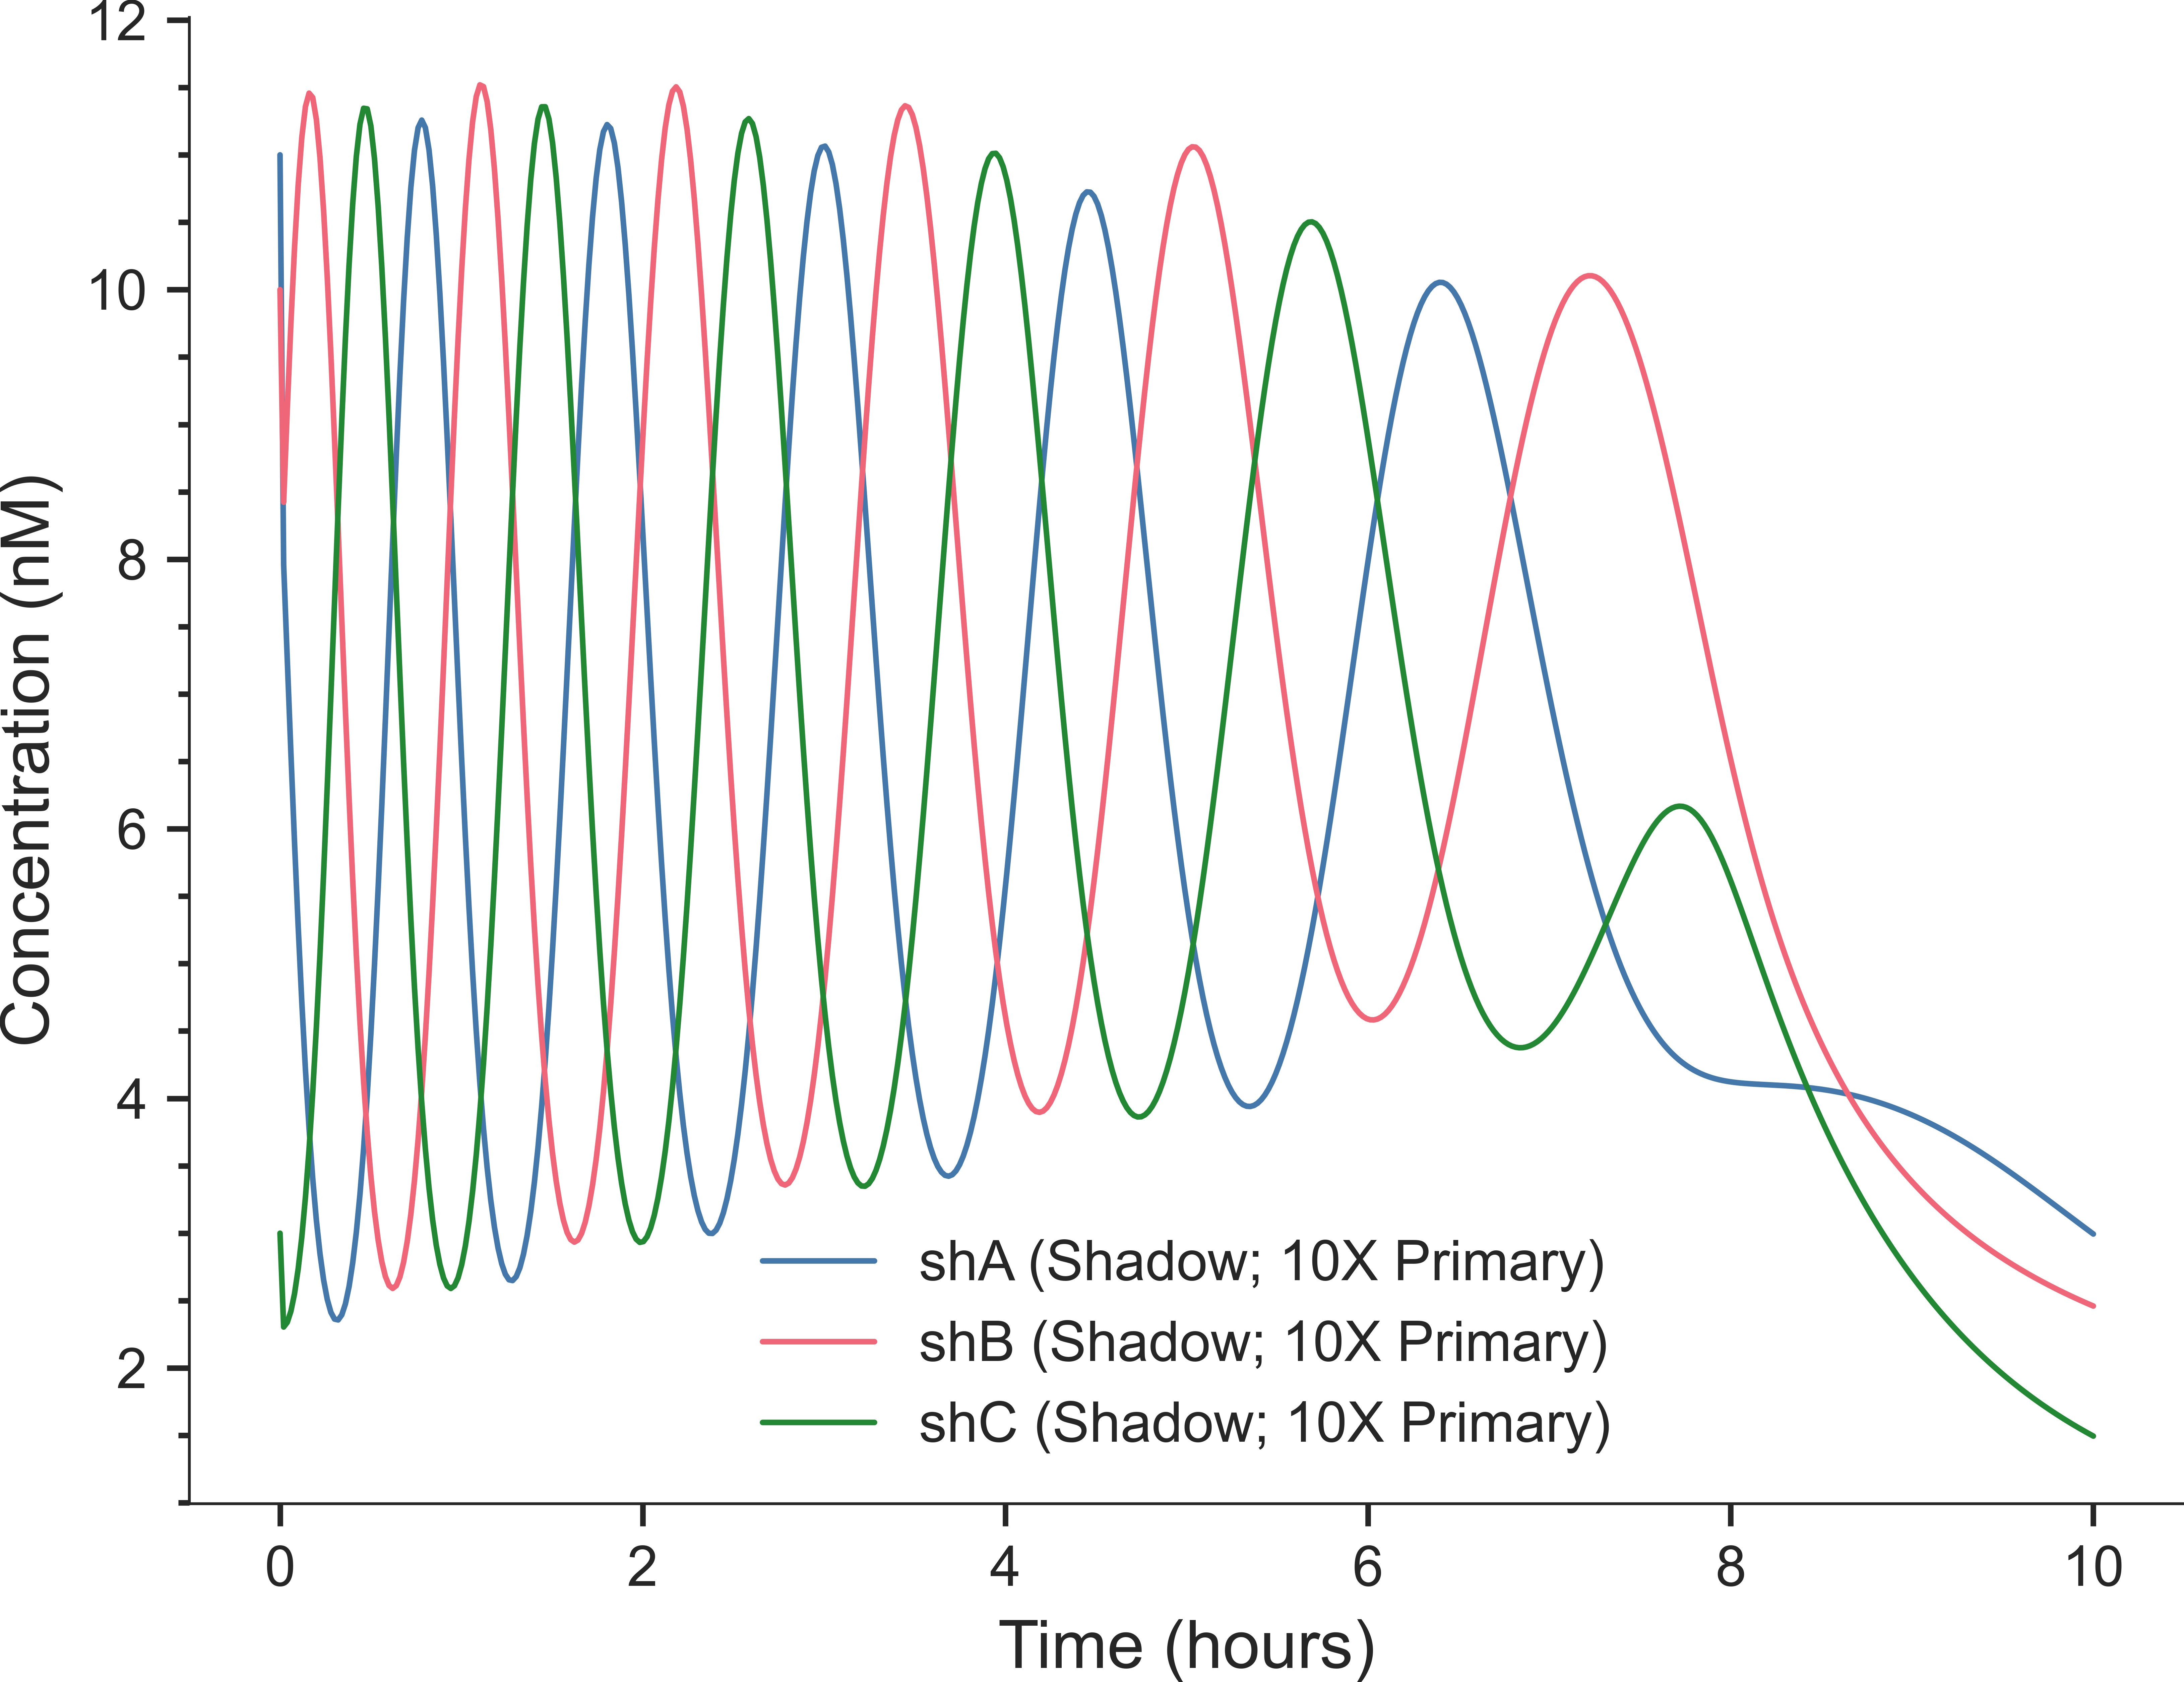 12
10
8
6
4
2
Concentration (nM)
shA (Shadow; 10X Primary)
shB (Shadow; 10X Primary)
shC (Shadow; 10X Primary)
0 2 4 6 8 10
Time (hours)